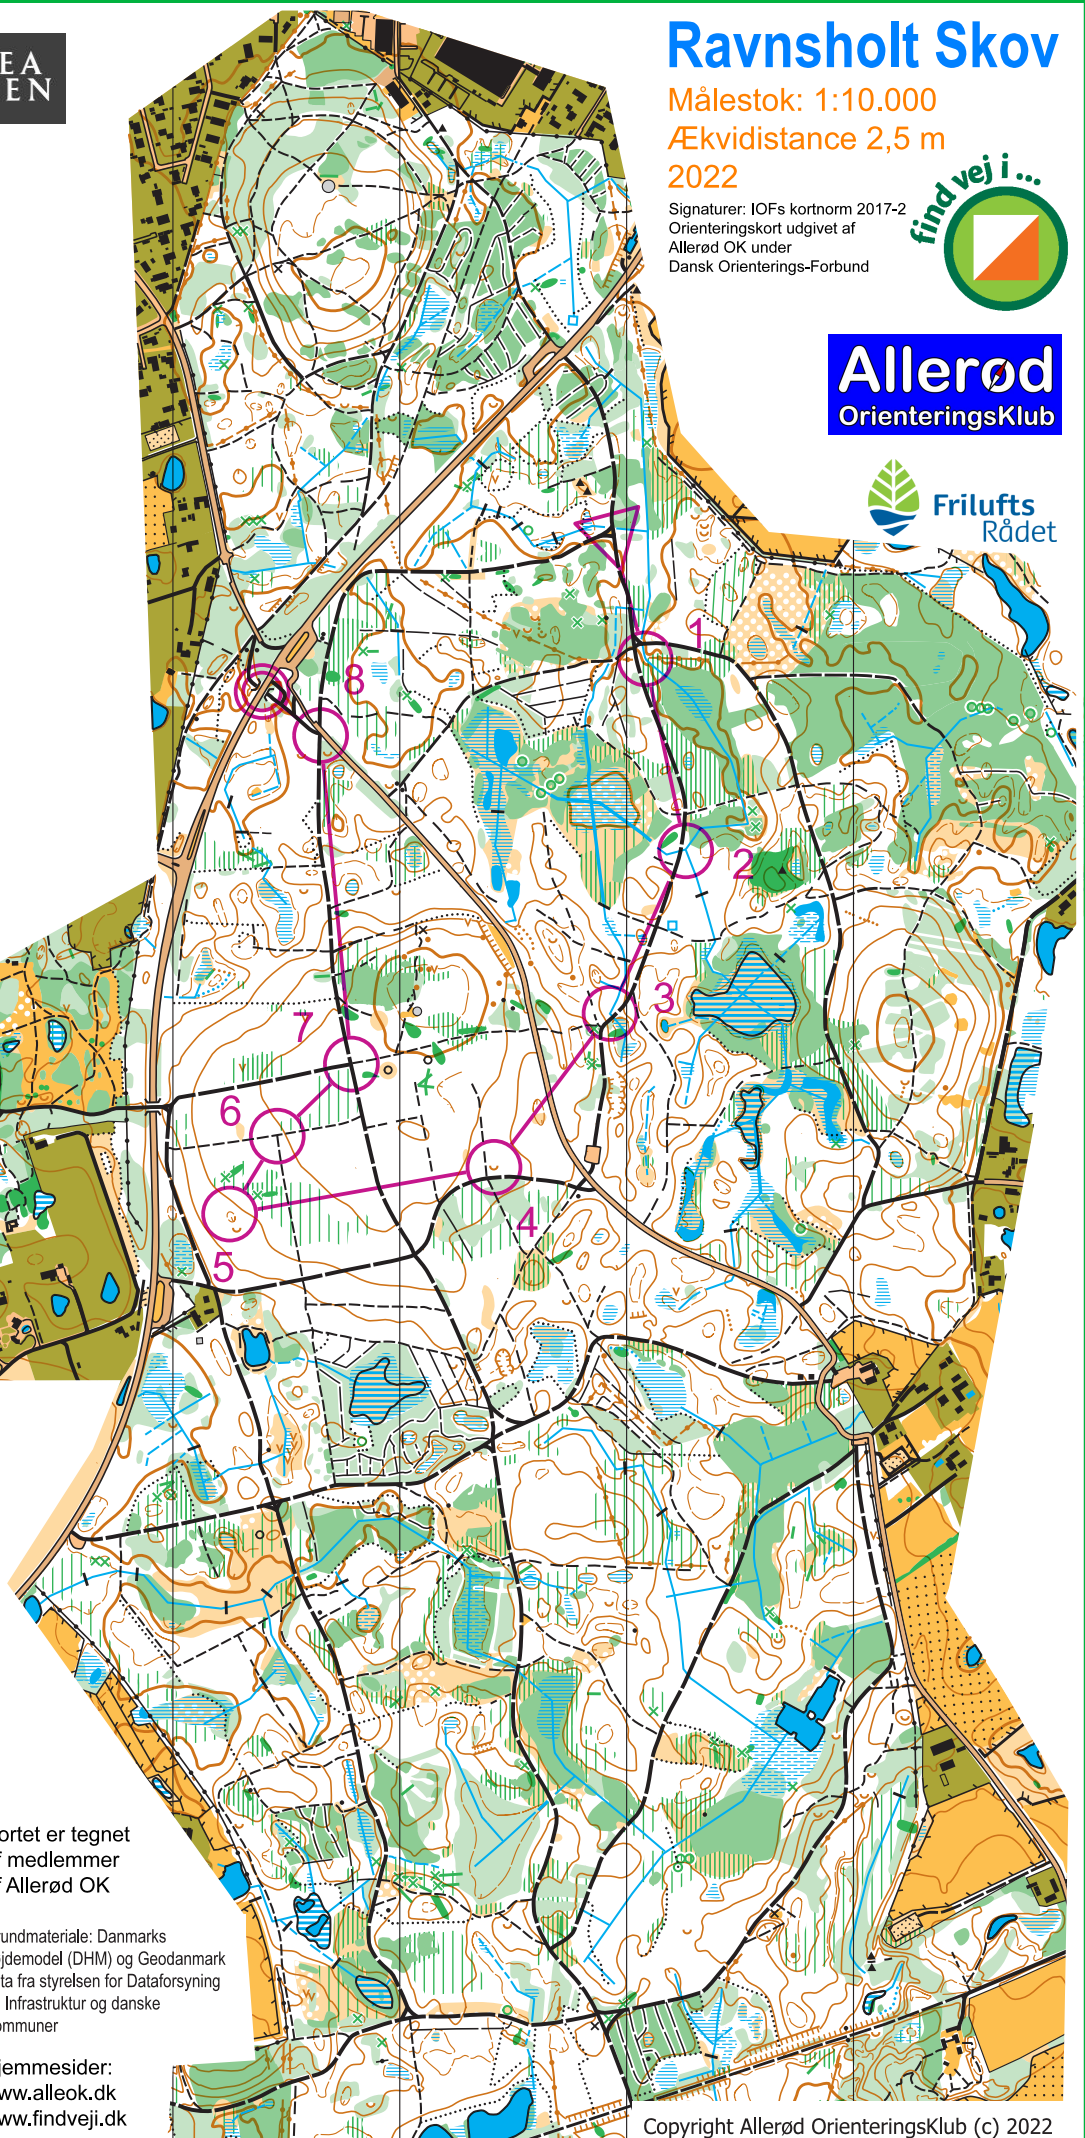 EA
EN
Ravnsholt Skov
Målestok: 1:10.000
Ækvidistance 2,5 m
2022
Signaturer: IOFs kortnorm 2017-2
Orienteringskort udgivet af
Allerød OK under
Dansk Orienterings-Forbund
find vej i ...
Allerød
OrienteringsKlub
Frilufts
Rådet
1
8
2
3
7
6
4
5
ortet er tegnet
f medlemmer
f Allerød OK
undmateriale: Danmarks
jdemodel (DHM) og Geodanmark
ta fra styrelsen for Dataforsyning
Infrastruktur og danske
ommuner
jemmesider:
ww.alleok.dk
ww.findveji.dk
Copyright Allerød OrienteringsKlub (c) 2022